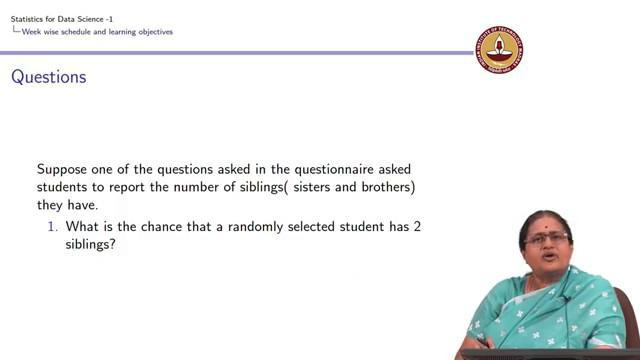 Statistics for Data Science -1
Week wise schedule and learning objectives
Questions
Suppose one of the questions asked in the questionnaire asked
students to report the number of siblings( sisters and brothers)
they have.
1. What is the chance that a randomly selected student has 2
siblings?